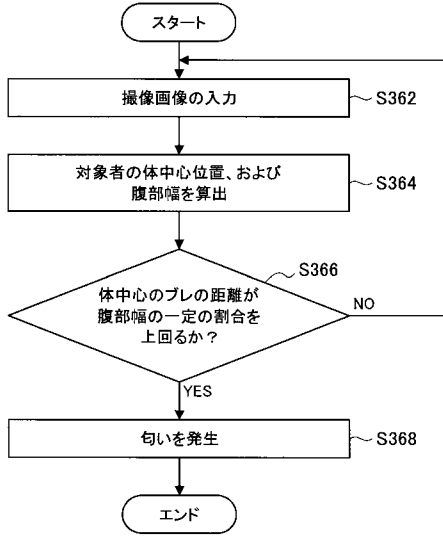 スタート
撮像画像の入力
S362
対象者の体中心位置、および
腹部幅を算出
S364
S366
体中心のブレの距離が
腹部幅の一定の割合を
上回るか？
NO
YES
匂いを発生
S368
エンド